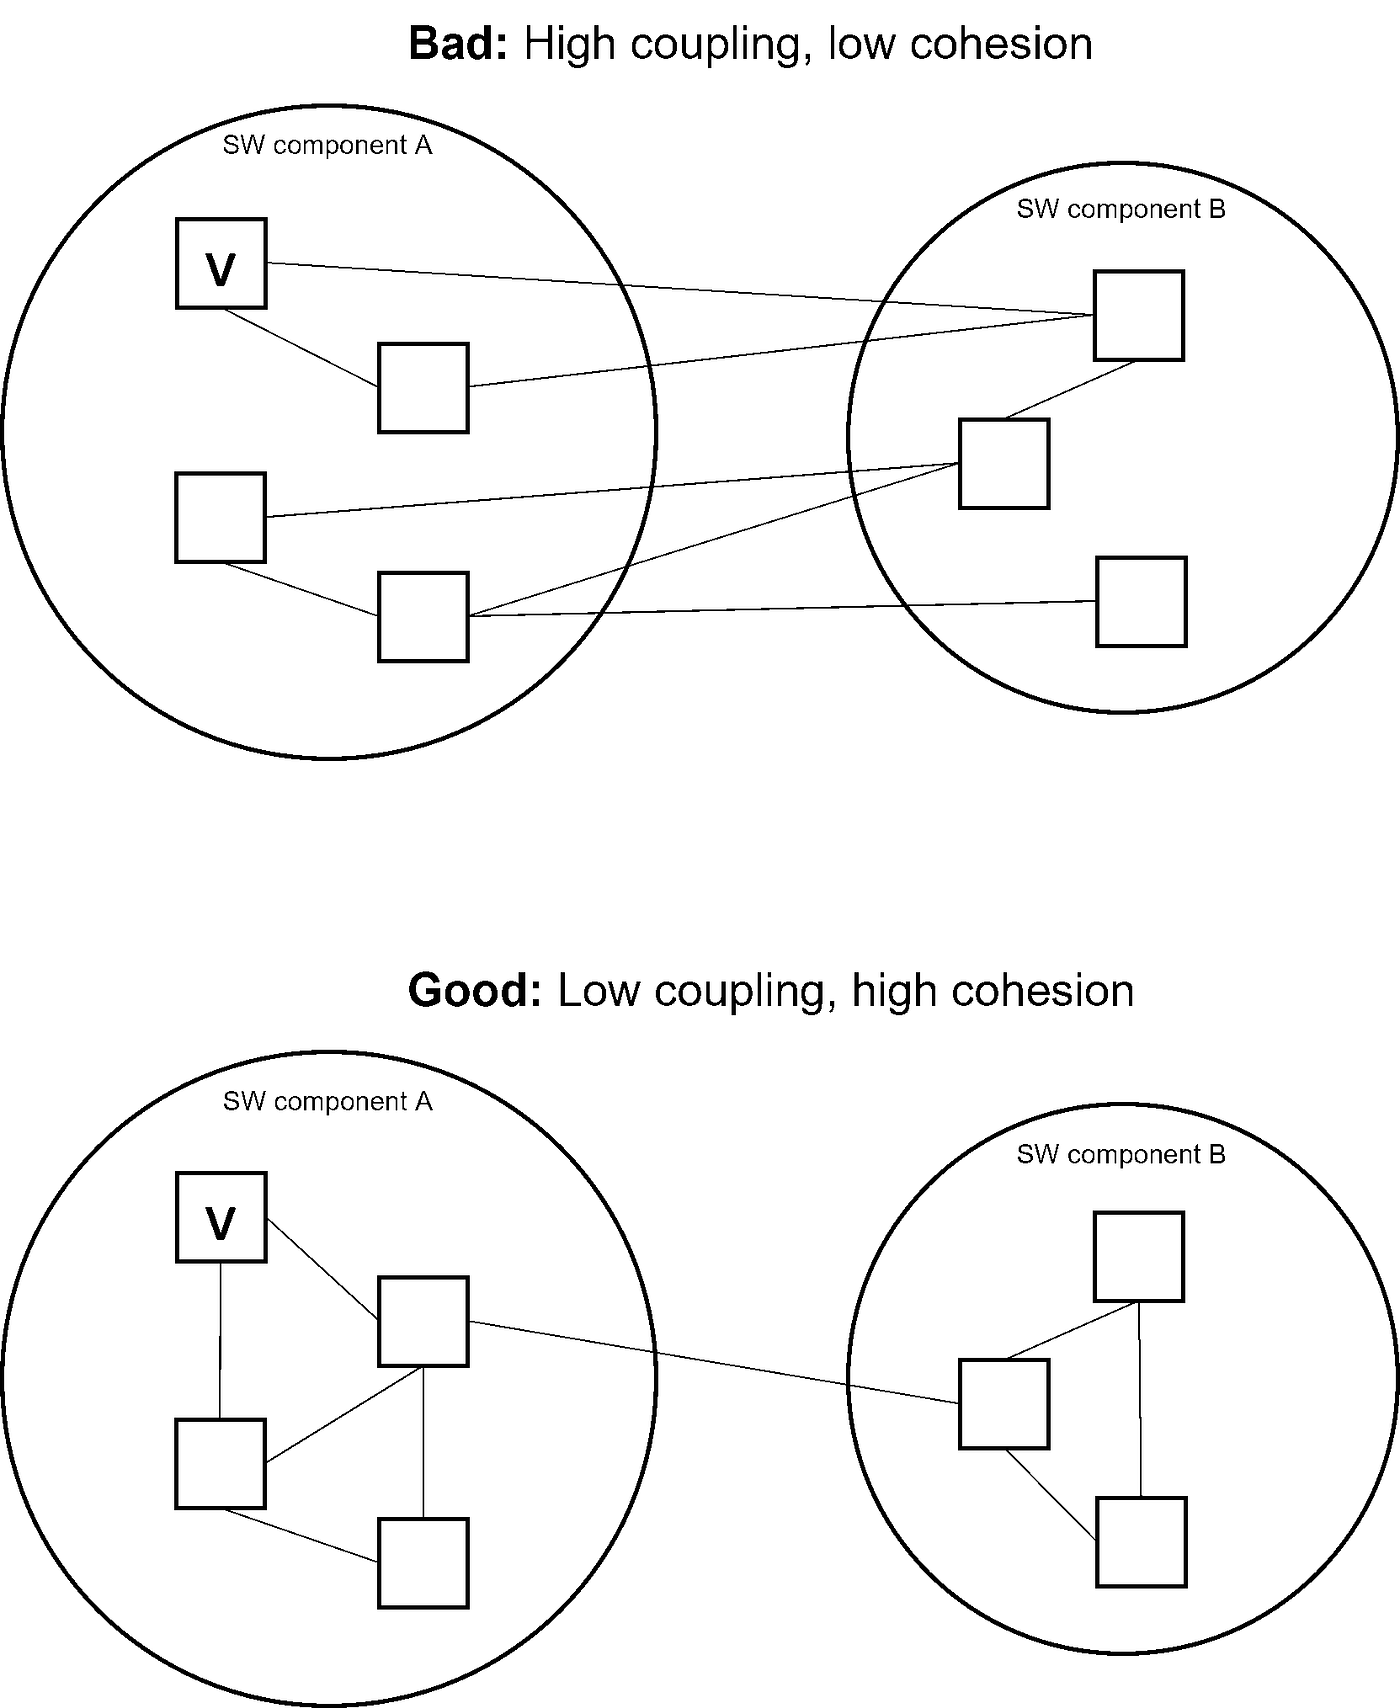 Bad: High coupling, low cohesion
SW component A
SW component B
V
Good: Low coupling, high cohesion
SW component A
SW component B
V